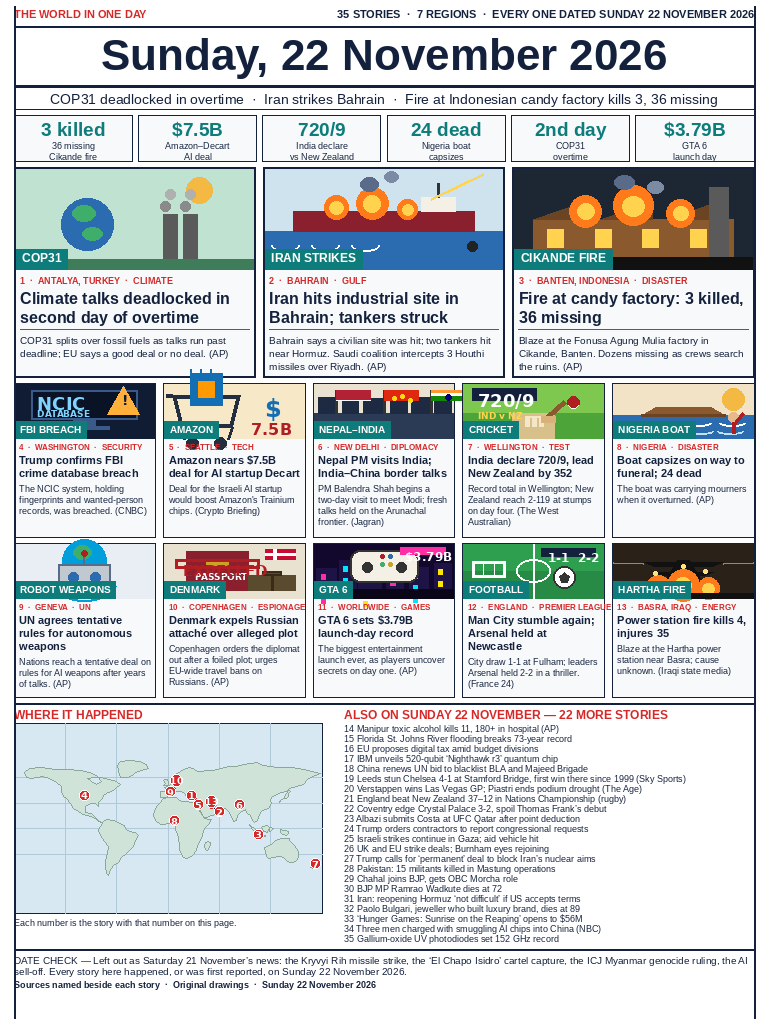 THE WORLD IN ONE DAY
35 STORIES · 7 REGIONS · EVERY ONE DATED SUNDAY 22 NOVEMBER 2026
Sunday, 22 November 2026
COP31 deadlocked in overtime · Iran strikes Bahrain · Fire at Indonesian candy factory kills 3, 36 missing
3 killed
36 missing
Cikande fire
$7.5B
Amazon–Decart
AI deal
720/9
India declare
vs New Zealand
24 dead
Nigeria boat
capsizes
2nd day
COP31
overtime
$3.79B
GTA 6
launch day
COP31
1 · ANTALYA, TURKEY · CLIMATE
Climate talks deadlocked in
second day of overtime
COP31 splits over fossil fuels as talks run past
deadline; EU says a good deal or no deal. (AP)
IRAN STRIKES
2 · BAHRAIN · GULF
Iran hits industrial site in
Bahrain; tankers struck
Bahrain says a civilian site was hit; two tankers hit
near Hormuz. Saudi coalition intercepts 3 Houthi
missiles over Riyadh. (AP)
CIKANDE FIRE
3 · BANTEN, INDONESIA · DISASTER
Fire at candy factory: 3 killed,
36 missing
Blaze at the Fonusa Agung Mulia factory in
Cikande, Banten. Dozens missing as crews search
the ruins. (AP)
NCIC
DATABASE
!
FBI BREACH
4 · WASHINGTON · SECURITY
Trump confirms FBI
crime database breach
The NCIC system, holding
fingerprints and wanted-person
records, was breached. (CNBC)
$
7.5B
AMAZON
5 · SEATTLE · TECH
Amazon nears $7.5B
deal for AI startup Decart
Deal for the Israeli AI startup
would boost Amazon's Trainium
chips. (Crypto Briefing)
NEPAL–INDIA
6 · NEW DELHI · DIPLOMACY
Nepal PM visits India;
India–China border talks
PM Balendra Shah begins a
two-day visit to meet Modi; fresh
talks held on the Arunachal
frontier. (Jagran)
720/9
IND v NZ
CRICKET
7 · WELLINGTON · TEST
India declare 720/9, lead
New Zealand by 352
Record total in Wellington; New
Zealand reach 2-119 at stumps
on day four. (The West
Australian)
NIGERIA BOAT
8 · NIGERIA · DISASTER
Boat capsizes on way to
funeral; 24 dead
The boat was carrying mourners
when it overturned. (AP)
ROBOT WEAPONS
9 · GENEVA · UN
UN agrees tentative
rules for autonomous
weapons
Nations reach a tentative deal on
rules for AI weapons after years
of talks. (AP)
PASSPORT
DENMARK
10 · COPENHAGEN · ESPIONAGE
Denmark expels Russian
attaché over alleged plot
Copenhagen orders the diplomat
out after a foiled plot; urges
EU-wide travel bans on
Russians. (AP)
$3.79B
GTA 6
11 · WORLDWIDE · GAMES
GTA 6 sets $3.79B
launch-day record
The biggest entertainment
launch ever, as players uncover
secrets on day one. (AP)
1-1 2-2
FOOTBALL
12 · ENGLAND · PREMIER LEAGUE
Man City stumble again;
Arsenal held at
Newcastle
City draw 1-1 at Fulham; leaders
Arsenal held 2-2 in a thriller.
(France 24)
HARTHA FIRE
13 · BASRA, IRAQ · ENERGY
Power station fire kills 4,
injures 35
Blaze at the Hartha power
station near Basra; cause
unknown. (Iraqi state media)
WHERE IT HAPPENED
4
10
9
1
5
13
2
6
8
3
7
Each number is the story with that number on this page.
ALSO ON SUNDAY 22 NOVEMBER — 22 MORE STORIES
14 Manipur toxic alcohol kills 11, 180+ in hospital (AP)
15 Florida St. Johns River flooding breaks 73-year record
16 EU proposes digital tax amid budget divisions
17 IBM unveils 520-qubit 'Nighthawk r3' quantum chip
18 China renews UN bid to blacklist BLA and Majeed Brigade
19 Leeds stun Chelsea 4-1 at Stamford Bridge, first win there since 1999 (Sky Sports)
20 Verstappen wins Las Vegas GP; Piastri ends podium drought (The Age)
21 England beat New Zealand 37–12 in Nations Championship (rugby)
22 Coventry edge Crystal Palace 3-2, spoil Thomas Frank's debut
23 Albazi submits Costa at UFC Qatar after point deduction
24 Trump orders contractors to report congressional requests
25 Israeli strikes continue in Gaza; aid vehicle hit
26 UK and EU strike deals; Burnham eyes rejoining
27 Trump calls for 'permanent' deal to block Iran's nuclear aims
28 Pakistan: 15 militants killed in Mastung operations
29 Chahal joins BJP, gets OBC Morcha role
30 BJP MP Ramrao Wadkute dies at 72
31 Iran: reopening Hormuz 'not difficult' if US accepts terms
32 Paolo Bulgari, jeweller who built luxury brand, dies at 89
33 'Hunger Games: Sunrise on the Reaping' opens to $56M
34 Three men charged with smuggling AI chips into China (NBC)
35 Gallium-oxide UV photodiodes set 152 GHz record
DATE CHECK — Left out as Saturday 21 November's news: the Kryvyi Rih missile strike, the 'El Chapo Isidro' cartel capture, the ICJ Myanmar genocide ruling, the AI
sell-off. Every story here happened, or was first reported, on Sunday 22 November 2026.
Sources named beside each story · Original drawings · Sunday 22 November 2026